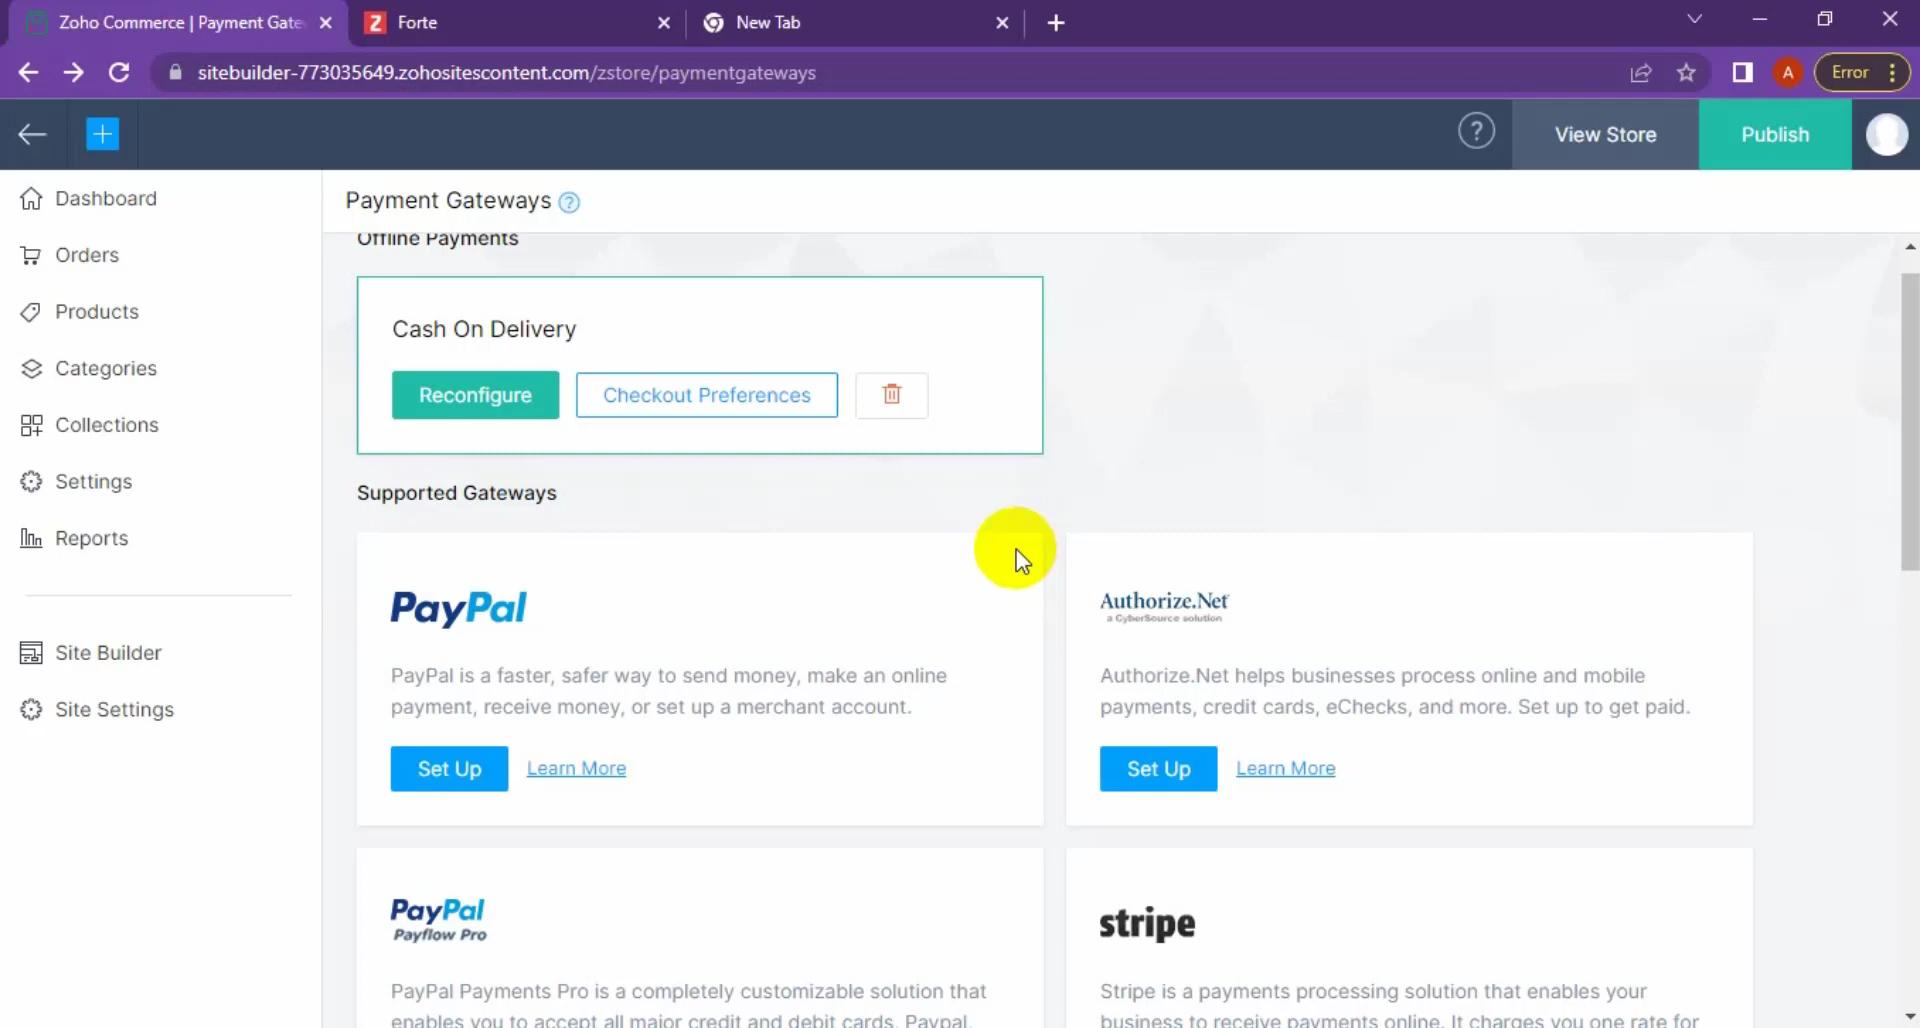 Zoho Commerce | Payment Gate
Forte
New Tab
sitebuilder-773035649.zohositescontent.com/zstore/paymentgateways
A
Error
View Store
Publish
Dashboard
Orders
Products
Categories
Collections
Settings
Reports
Site Builder
Site Settings
Payment Gateways
Offline Payments
Cash On Delivery
Reconfigure
Checkout Preferences
Supported Gateways
PayPal
PayPal is a faster, safer way to send money, make an online
payment, receive money, or set up a merchant account.
Set Up
Learn More
Authorize.Net
a CyberSource solution
Authorize.Net helps businesses process online and mobile
payments, credit cards, eChecks, and more. Set up to get paid.
Set Up
Learn More
PayPal
Payflow Pro
PayPal Payments Pro is a completely customizable solution that
enables you to accept all major credit and debit cards, Paypal,
stripe
Stripe is a payments processing solution that enables your
business to receive payments online. It charges you one rate for